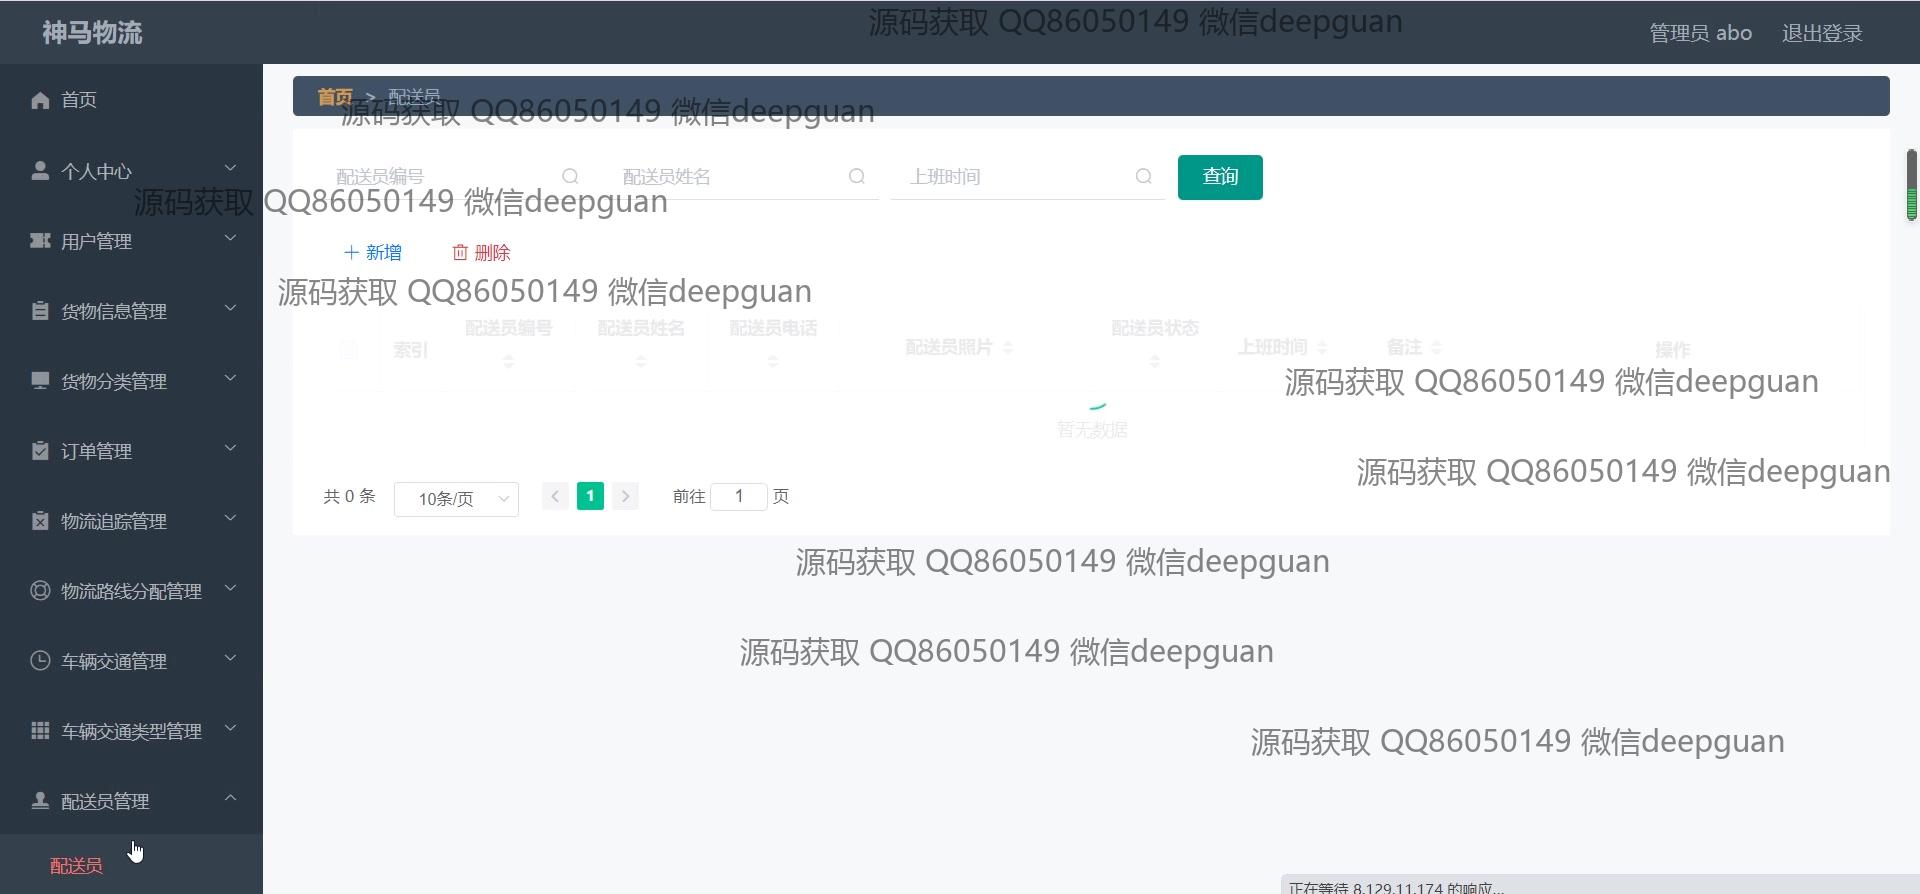 神马物流
源码获取 QQ86050149 微信deepguan
管理员 abo
退出登录
首页 > 配送员
源码获取 QQ86050149 微信deepguan
首页
个人中心
用户管理
货物信息管理
货物分类管理
订单管理
物流追踪管理
物流路线分配管理
车辆交通管理
车辆交通类型管理
配送员管理
配送员
配送员编号
配送员姓名
上班时间
查询
源码获取 QQ86050149 微信deepguan
新增
删除
源码获取 QQ86050149 微信deepguan
索引
配送员编号
配送员姓名
配送员电话
配送员照片
配送员状态
上班时间
备注
操作
源码获取 QQ86050149 微信deepguan
暂无数据
源码获取 QQ86050149 微信deepguan
共 0 条
10条/页
1
前往 1 页
源码获取 QQ86050149 微信deepguan
源码获取 QQ86050149 微信deepguan
源码获取 QQ86050149 微信deepguan
正在等待 8.129.11.174 的响应...